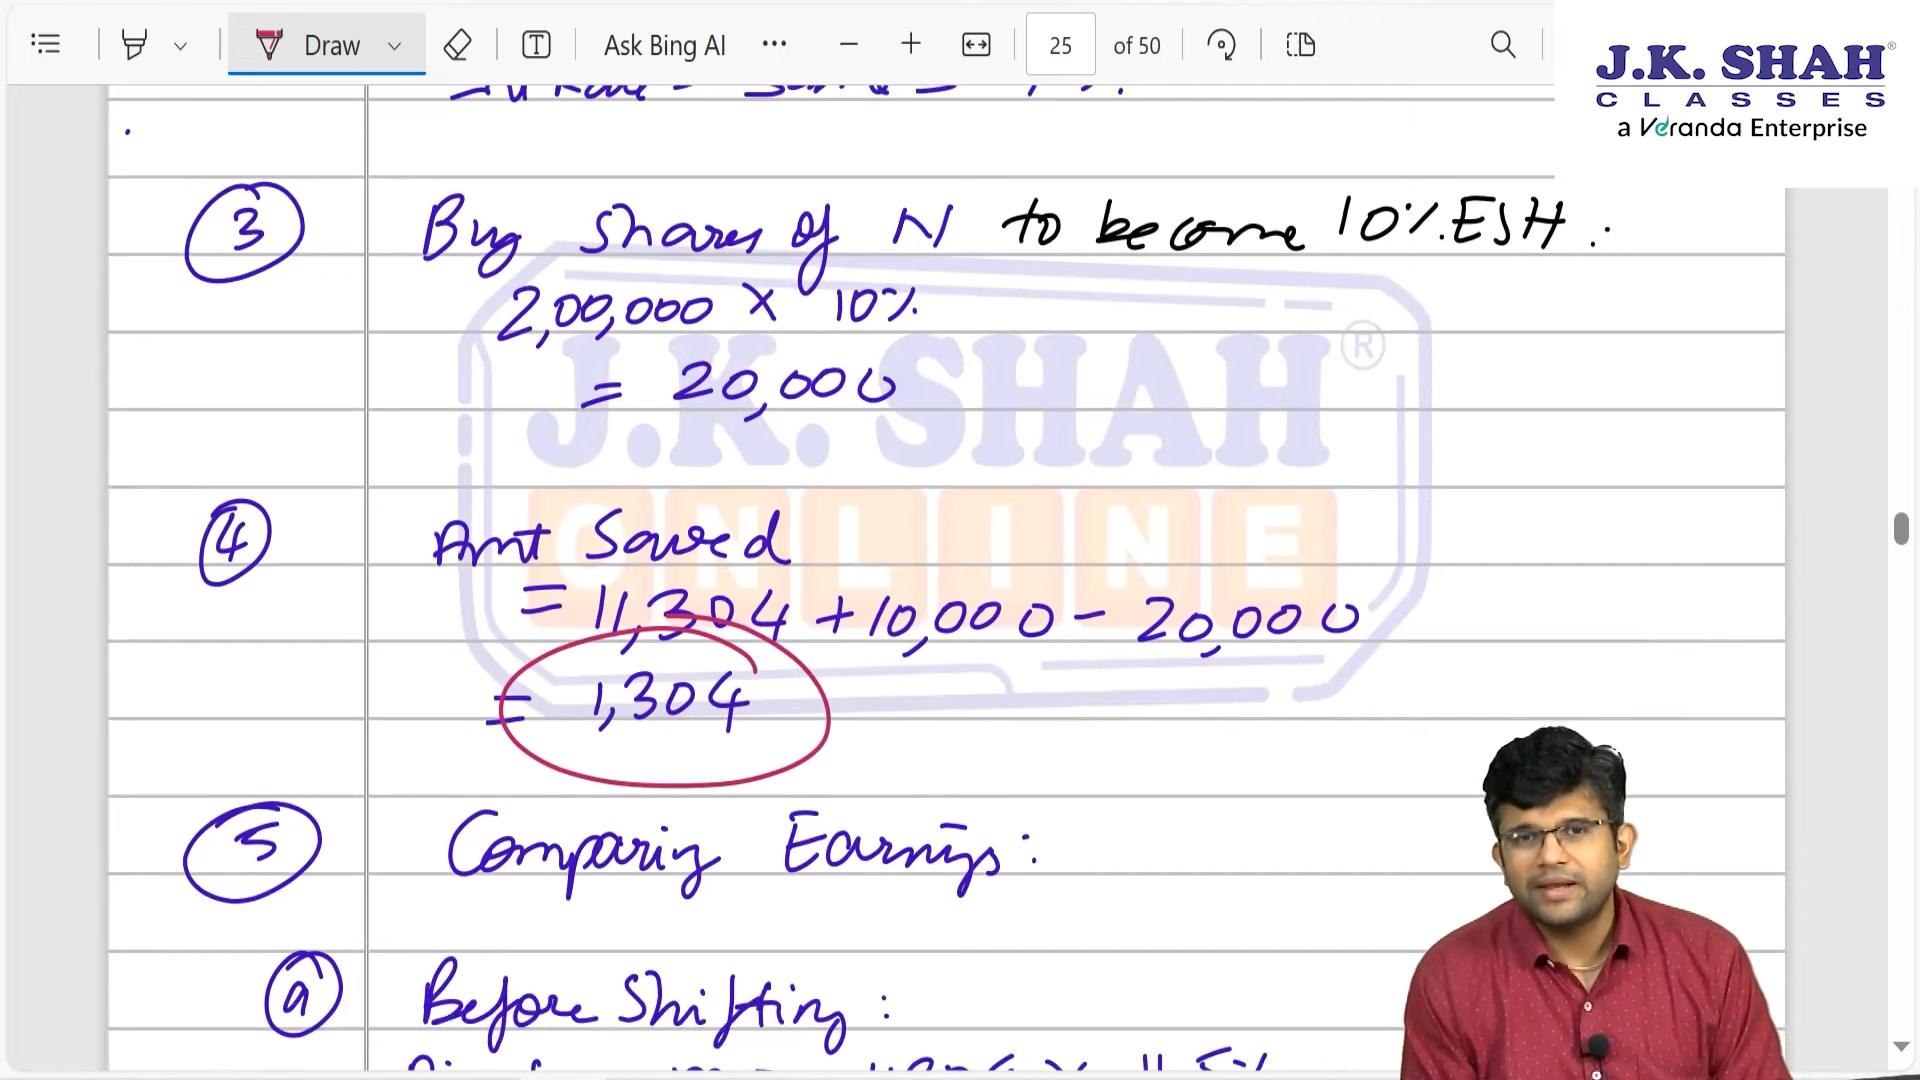 Draw
Ask Bing AI
25 of 50
J.K. SHAH®
CLASSES
a Veranda Enterprise
3 Buy Shares of N to become 10% ESH :
2,00,000 × 10%
= 20,000
J.K. SHAH®
ONLINE
4 Amt Saved
= 11,304 + 10,000 - 20,000
= 1,304
5 Comparing Earnings :
a Before Shifting :